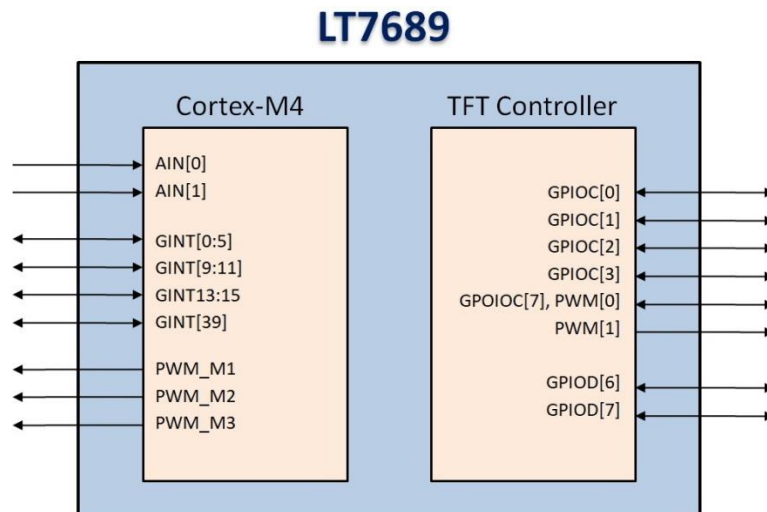 LT7689
Cortex-M4
AIN[0]
AIN[1]
GINT[0:5]
GINT[9:11]
GINT13:15
GINT[39]
PWM_M1
PWM_M2
PWM_M3
TFT Controller
GPIOC[0]
GPIOC[1]
GPIOC[2]
GPIOC[3]
GPOIOC[7], PWM[0]
PWM[1]
GPIOD[6]
GPIOD[7]